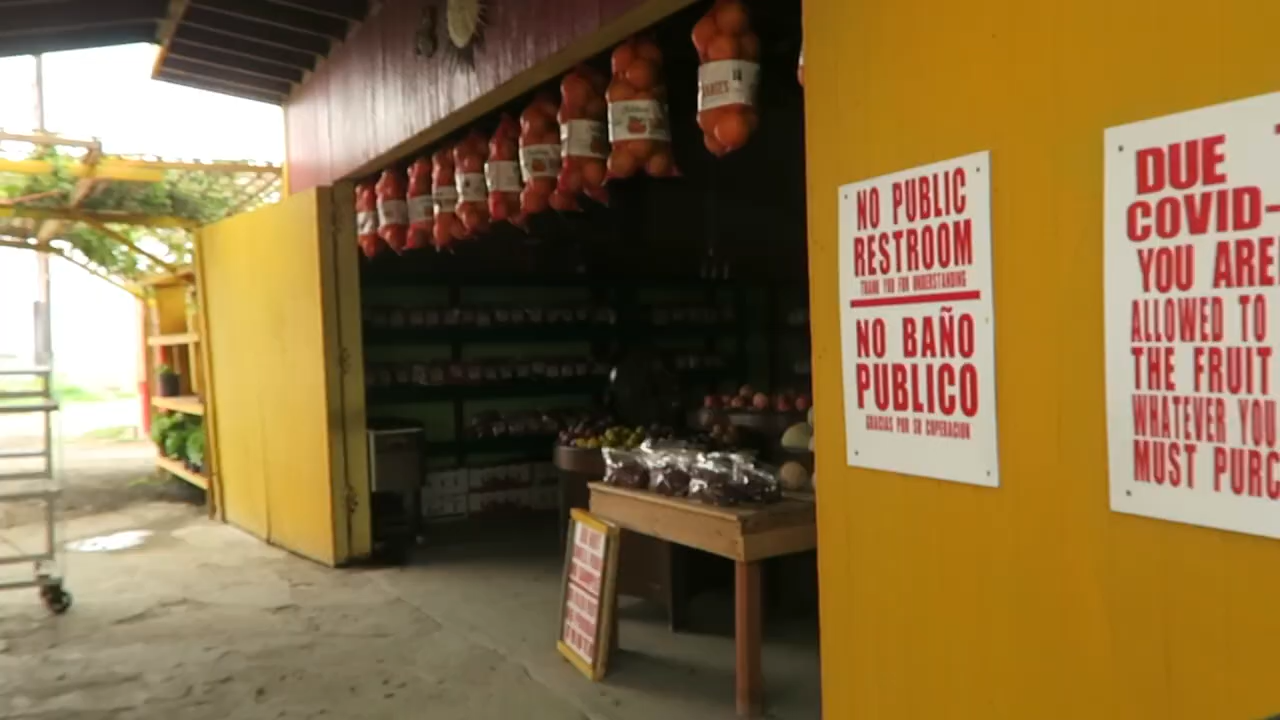 NO PUBLIC
RESTROOM
THANK YOU FOR UNDERSTANDING
NO BAÑO
PUBLICO
GRACIAS POR SU COPERACION
DUE
COVID-
YOU ARE
ALLOWED TO
THE FRUIT
WHATEVER YOU
MUST PURC